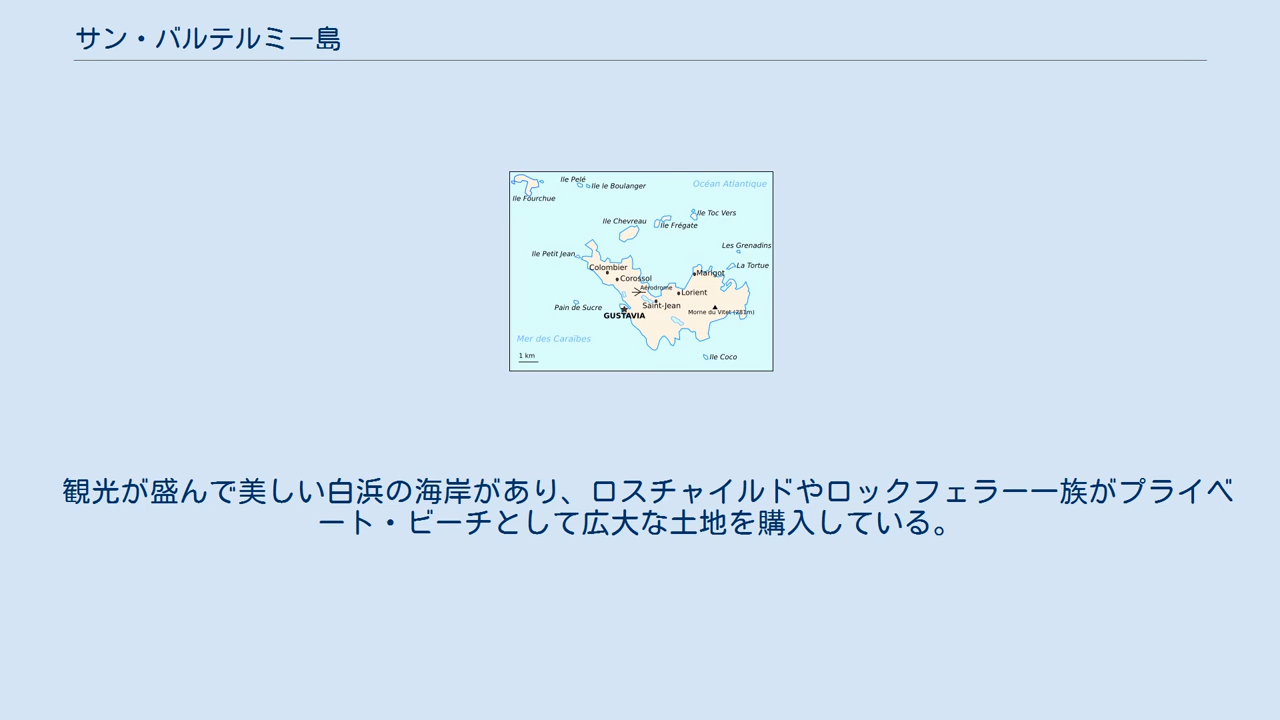 サン・バルテルミー島
Ile Pelé
Océan Atlantique
Ile le Boulanger
Ile Fourchue
Ile Toc Vers
Ile Chevreau
Ile Frégate
Les Grenadins
Ile Petit Jean
La Tortue
Colombier
Marigot
Corossol
Aérodrome
Lorient
Saint-Jean
Pain de Sucre
Morne du Vitet (281m)
GUSTAVIA
Mer des Caraïbes
1 km
Ile Coco
観光が盛んで美しい白浜の海岸があり、ロスチャイルドやロックフェラー一族がプライベ
ート・ビーチとして広大な土地を購入している。